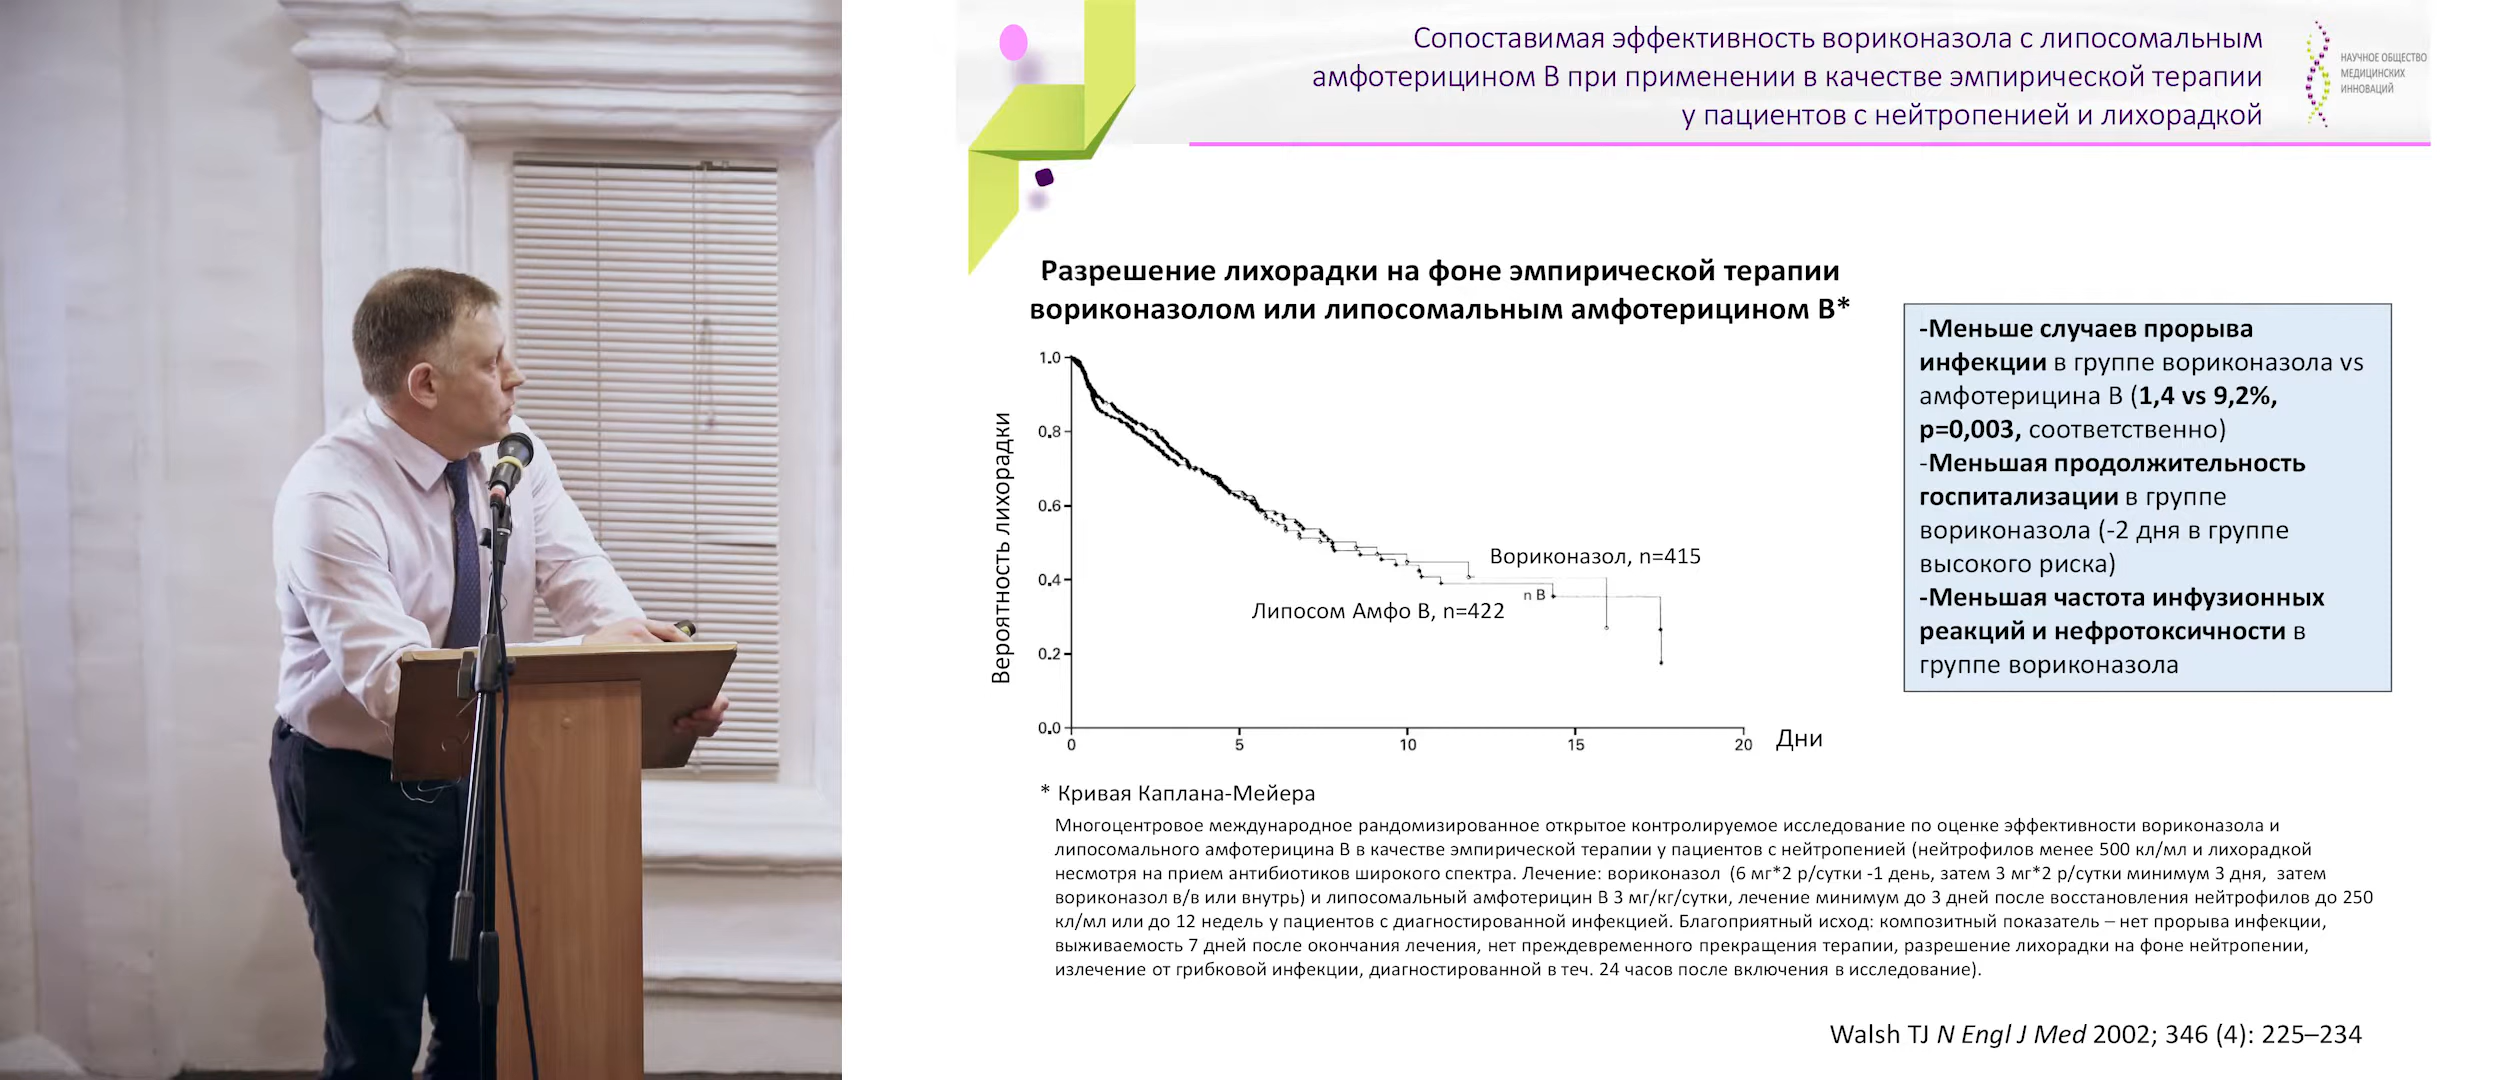 Сопоставимая эффективность вориконазола с липосомальным
амфотерицином В при применении в качестве эмпирической терапии
у пациентов с нейтропенией и лихорадкой
НАУЧНОЕ ОБЩЕСТВО
МЕДИЦИНСКИХ
ИННОВАЦИЙ
Разрешение лихорадки на фоне эмпирической терапии
вориконазолом или липосомальным амфотерицином В*
Вероятность лихорадки
1.0
0.8
0.6
0.4
0.2
0.0
0
5
10
15
20
Дни
Вориконазол, n=415
n B
Липосом Амфо В, n=422
-Меньше случаев прорыва
инфекции в группе вориконазола vs
амфотерицина В (1,4 vs 9,2%,
р=0,003, соответственно)
-Меньшая продолжительность
госпитализации в группе
вориконазола (-2 дня в группе
высокого риска)
-Меньшая частота инфузионных
реакций и нефротоксичности в
группе вориконазола
* Кривая Каплана-Мейера
Многоцентровое международное рандомизированное открытое контролируемое исследование по оценке эффективности вориконазола и
липосомального амфотерицина В в качестве эмпирической терапии у пациентов с нейтропенией (нейтрофилов менее 500 кл/мл и лихорадкой
несмотря на прием антибиотиков широкого спектра. Лечение: вориконазол (6 мг*2 р/сутки -1 день, затем 3 мг*2 р/сутки минимум 3 дня, затем
вориконазол в/в или внутрь) и липосомальный амфотерицин В 3 мг/кг/сутки, лечение минимум до 3 дней после восстановления нейтрофилов до 250
кл/мл или до 12 недель у пациентов с диагностированной инфекцией. Благоприятный исход: композитный показатель – нет прорыва инфекции,
выживаемость 7 дней после окончания лечения, нет преждевременного прекращения терапии, разрешение лихорадки на фоне нейтропении,
излечение от грибковой инфекции, диагностированной в теч. 24 часов после включения в исследование).
Walsh TJ N Engl J Med 2002; 346 (4): 225–234